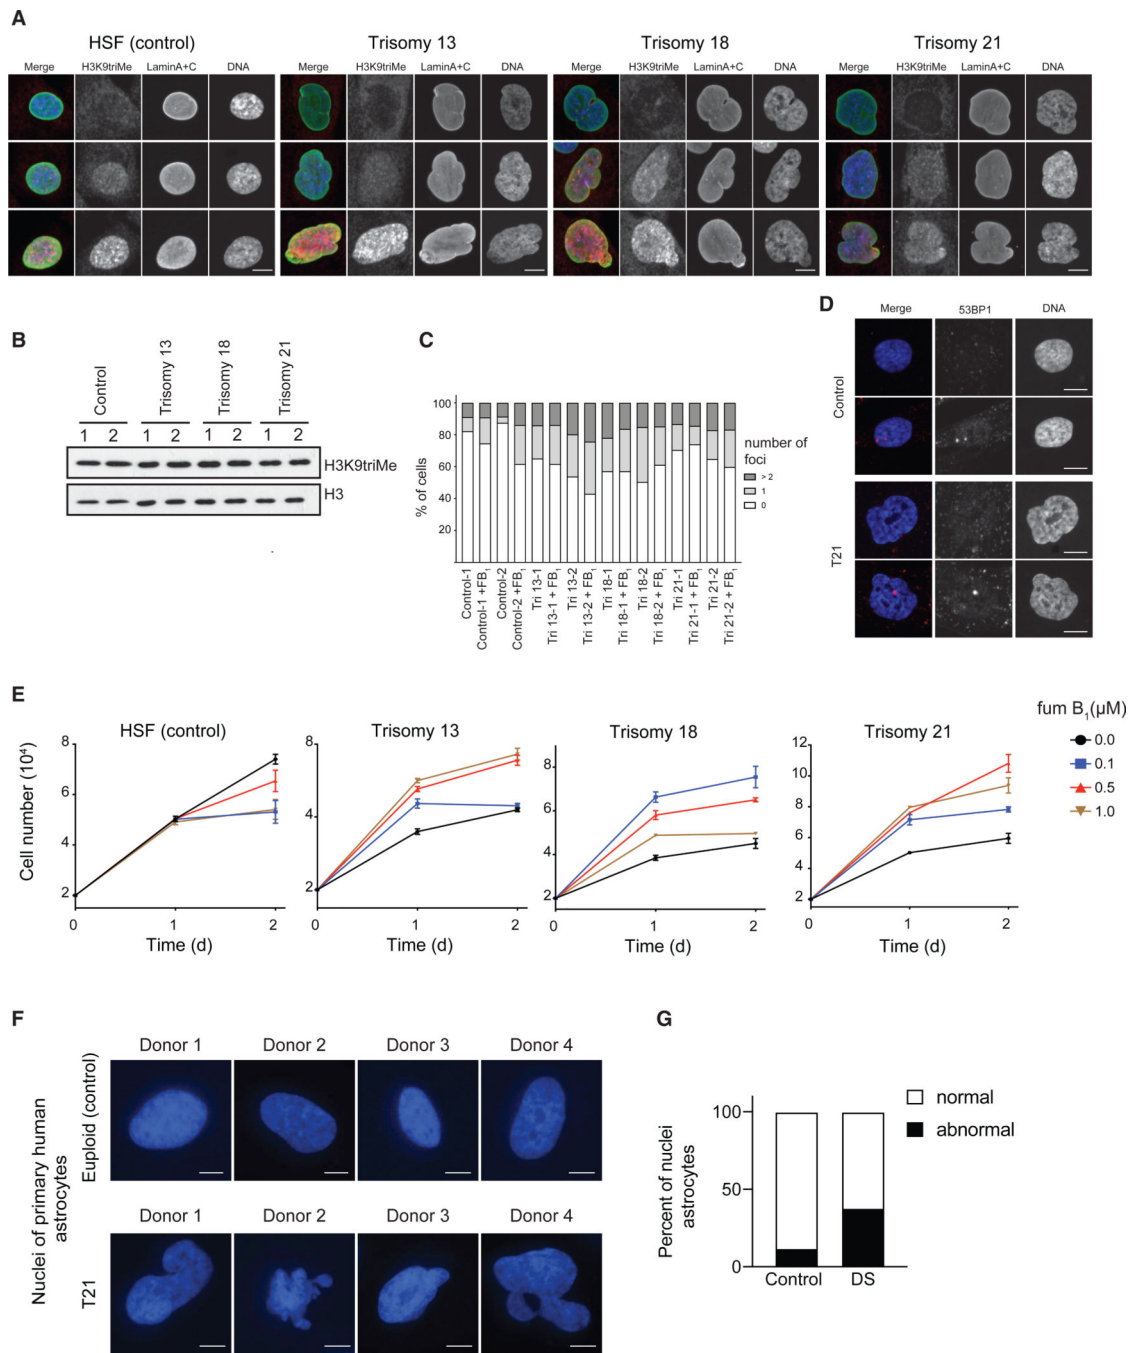 A
HSF (control)
Trisomy 13
Trisomy 18
Trisomy 21
Merge H3K9triMe LaminA+C DNA
Merge H3K9triMe LaminA+C DNA
Merge H3K9triMe LaminA+C DNA
Merge H3K9triMe LaminA+C DNA
B
Control
Trisomy 13
Trisomy 18
Trisomy 21
1 2 1 2 1 2 1 2
H3K9triMe
H3
C
% of cells
100
80
60
40
20
number of
foci
> 2
1
0
Control-1
Control-1 +FB1
Control-2
Control-2 +FB1
Tri 13-1
Tri 13-1 + FB1
Tri 13-2
Tri 13-2 + FB1
Tri 18-1
Tri 18-1 + FB1
Tri 18-2
Tri 18-2 + FB1
Tri 21-1
Tri 21-1 + FB1
Tri 21-2
Tri 21-2 + FB1
D
Merge 53BP1 DNA
Control
T21
E
HSF (control)
Cell number (10⁴)
8
6
4
2
0 1 2
Time (d)
Trisomy 13
8
4
2
0 1 2
Time (d)
Trisomy 18
8
6
4
2
0 1 2
Time (d)
Trisomy 21
12
10
8
6
4
2
0 1 2
Time (d)
fum B₁(μM)
0.0
0.1
0.5
1.0
F
Nuclei of primary human
astrocytes
Euploid (control)
Donor 1 Donor 2 Donor 3 Donor 4
T21
Donor 1 Donor 2 Donor 3 Donor 4
G
Percent of nuclei
astrocytes
100
50
0
Control DS
normal
abnormal